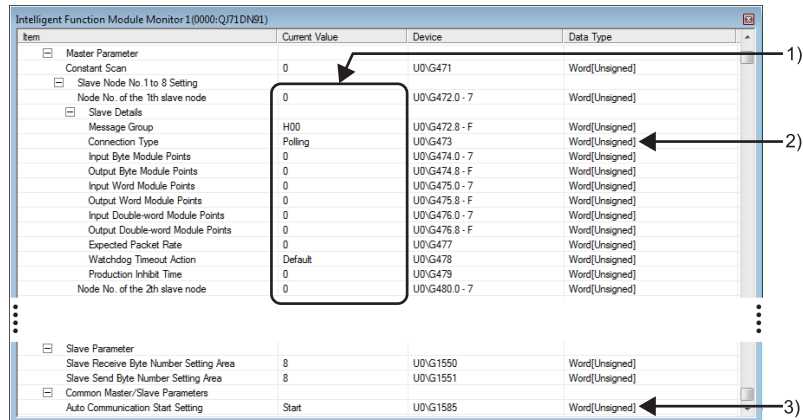 Intelligent Function Module Monitor 1(0000:QJ71DN91)
Item Current Value Device Data Type
Master Parameter
1)
Constant Scan 0 U0\G471 Word[Unsigned]
Slave Node No.1 to 8 Setting
Node No. of the 1th slave node 0 U0\G472.0 - 7 Word[Unsigned]
Slave Details
Message Group H00 U0\G472.8 - F Word[Unsigned]
Connection Type Polling U0\G473 Word[Unsigned] 2)
Input Byte Module Points 0 U0\G474.0 - 7 Word[Unsigned]
Output Byte Module Points 0 U0\G474.8 - F Word[Unsigned]
Input Word Module Points 0 U0\G475.0 - 7 Word[Unsigned]
Output Word Module Points 0 U0\G475.8 - F Word[Unsigned]
Input Double-word Module Points 0 U0\G476.0 - 7 Word[Unsigned]
Output Double-word Module Points 0 U0\G476.8 - F Word[Unsigned]
Expected Packet Rate 0 U0\G477 Word[Unsigned]
Watchdog Timeout Action Default U0\G478 Word[Unsigned]
Production Inhibit Time 0 U0\G479 Word[Unsigned]
Node No. of the 2th slave node 0 U0\G480.0 - 7 Word[Unsigned]
Slave Parameter
Slave Receive Byte Number Setting Area 8 U0\G1550 Word[Unsigned]
Slave Send Byte Number Setting Area 8 U0\G1551 Word[Unsigned]
Common Master/Slave Parameters
Auto Communication Start Setting Start U0\G1585 Word[Unsigned] 3)